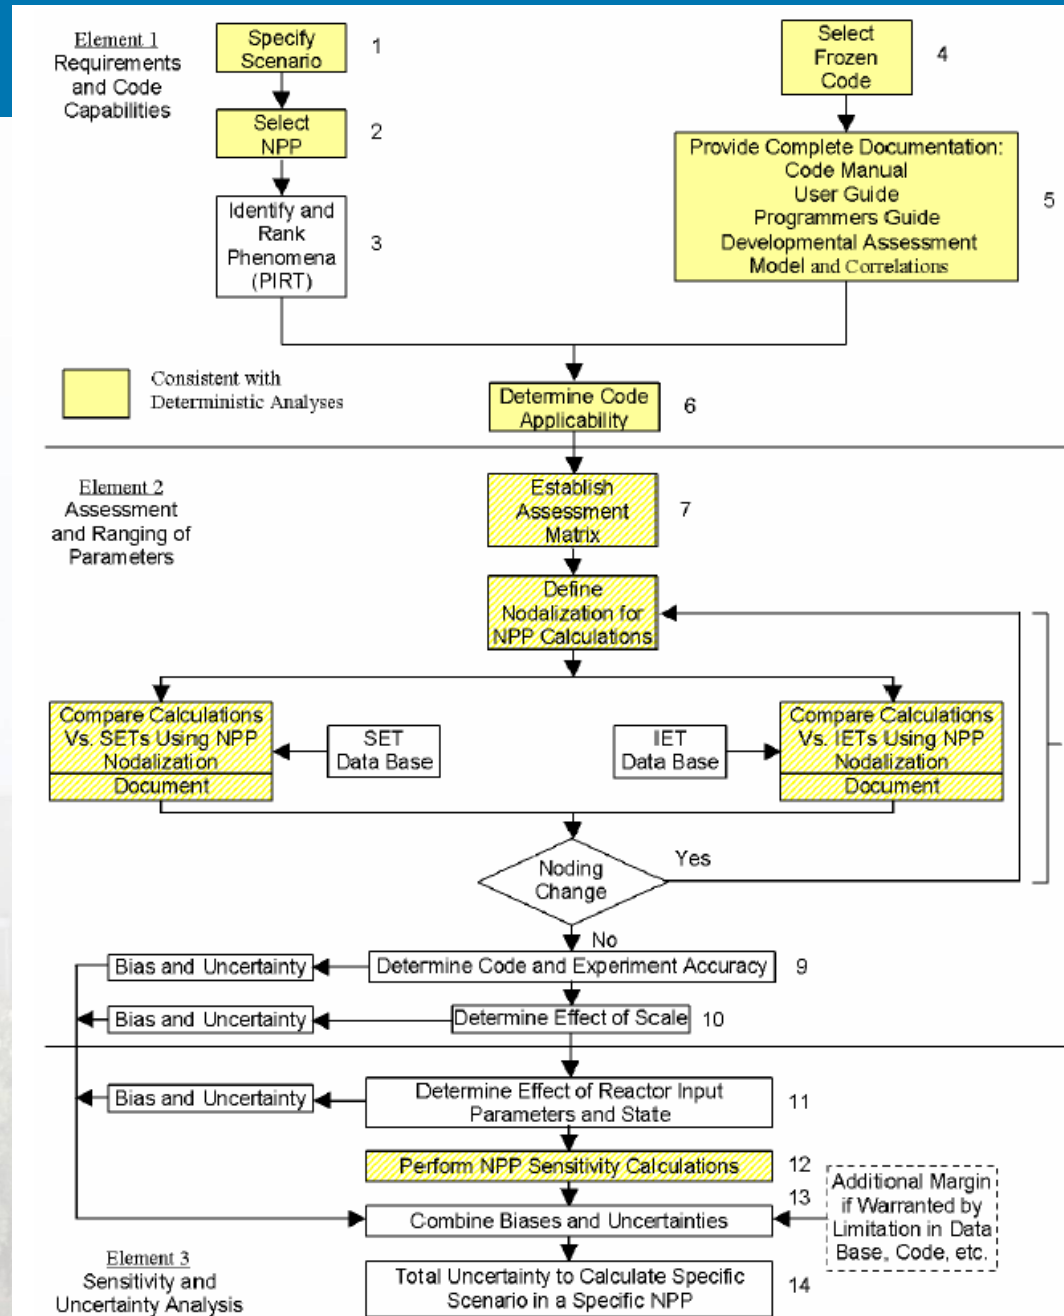 Element 1
Requirements
and Code
Capabilities
Specify
Scenario
1
Select
NPP
2
Identify and
Rank
Phenomena
(PIRT)
3
Select
Frozen
Code
4
Provide Complete Documentation:
Code Manual
User Guide
Programmers Guide
Developmental Assessment
Model and Correlations
5
Consistent with
Deterministic Analyses
Determine Code
Applicability
6
Element 2
Assessment
and Ranging of
Parameters
Establish
Assessment
Matrix
7
Define
Nodalization for
NPP Calculations
Compare Calculations
Vs. SETs Using NPP
Nodalization
Document
SET
Data Base
IET
Data Base
Compare Calculations
Vs. IETs Using NPP
Nodalization
Document
Noding
Change
Yes
No
Bias and Uncertainty
Determine Code and Experiment Accuracy
9
Bias and Uncertainty
Determine Effect of Scale
10
Bias and Uncertainty
Determine Effect of Reactor Input
Parameters and State
11
Perform NPP Sensitivity Calculations
12
13
Combine Biases and Uncertainties
Additional Margin
if Warranted by
Limitation in Data
Base, Code, etc.
Element 3
Sensitivity and
Uncertainty Analysis
Total Uncertainty to Calculate Specific
Scenario in a Specific NPP
14